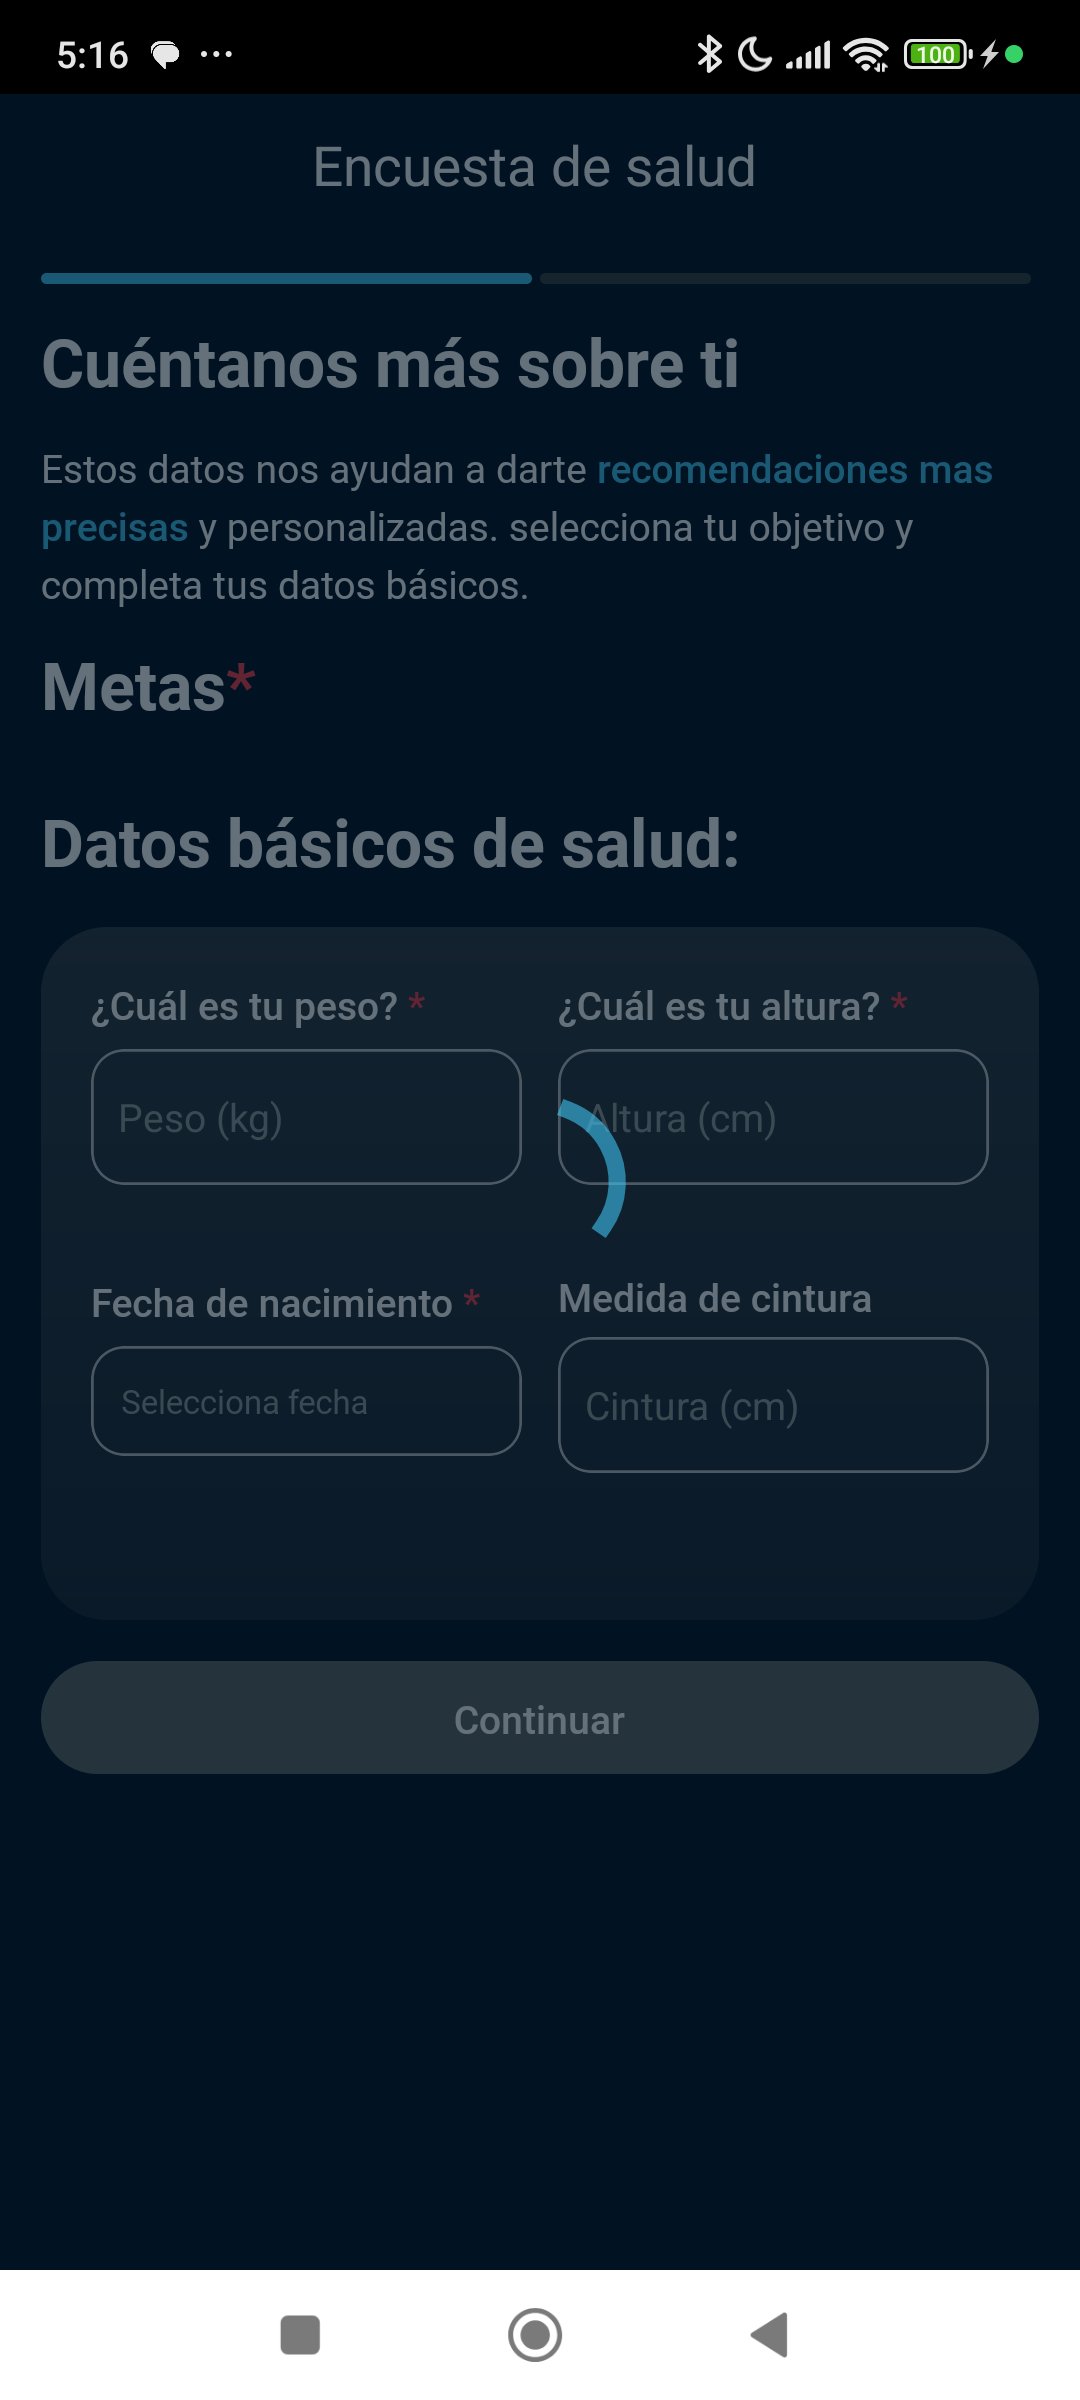 5:16
100
Encuesta de salud
Cuéntanos más sobre ti
Estos datos nos ayudan a darte recomendaciones mas
precisas y personalizadas. selecciona tu objetivo y
completa tus datos básicos.
Metas*
Datos básicos de salud:
¿Cuál es tu peso? *
¿Cuál es tu altura? *
Peso (kg)
Altura (cm)
Fecha de nacimiento *
Medida de cintura
Selecciona fecha
Cintura (cm)
Continuar